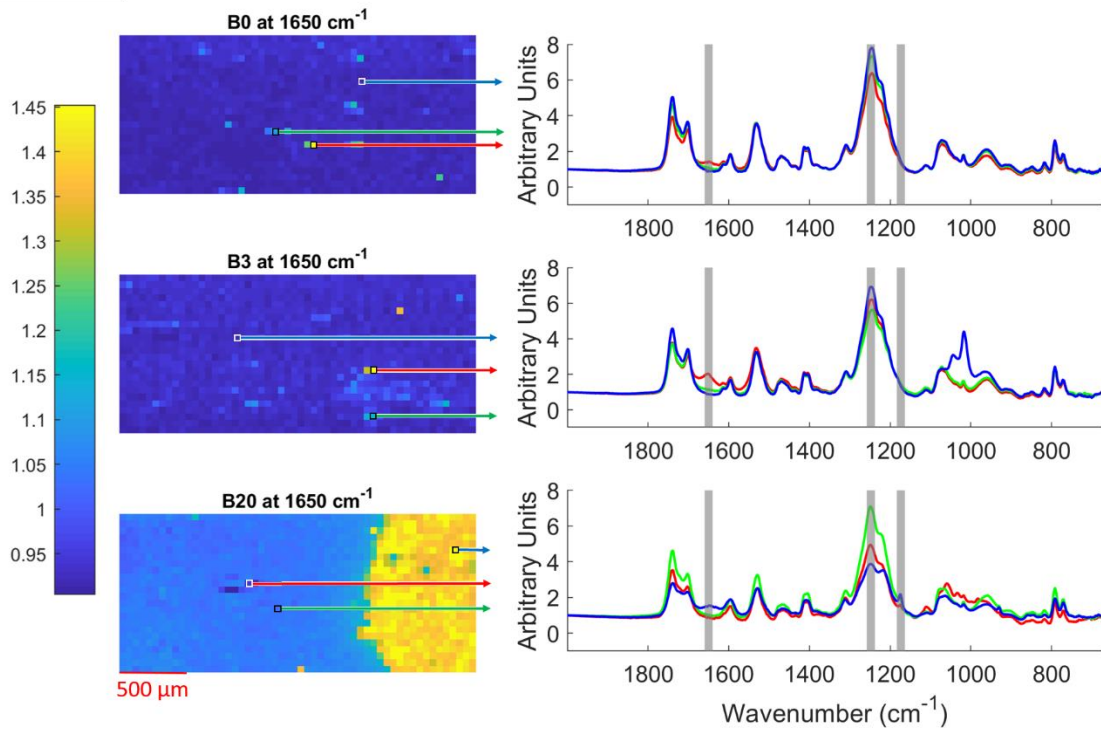 B0 at 1650 cm⁻¹
B3 at 1650 cm⁻¹
B20 at 1650 cm⁻¹
1.45
1.4
1.35
1.3
1.25
1.2
1.15
1.1
1.05
1
0.95
500 µm
Arbitrary Units
8
6
4
2
0
1800 1600 1400 1200 1000 800
Arbitrary Units
8
6
4
2
0
1800 1600 1400 1200 1000 800
Arbitrary Units
8
6
4
2
0
1800 1600 1400 1200 1000 800
Wavenumber (cm⁻¹)